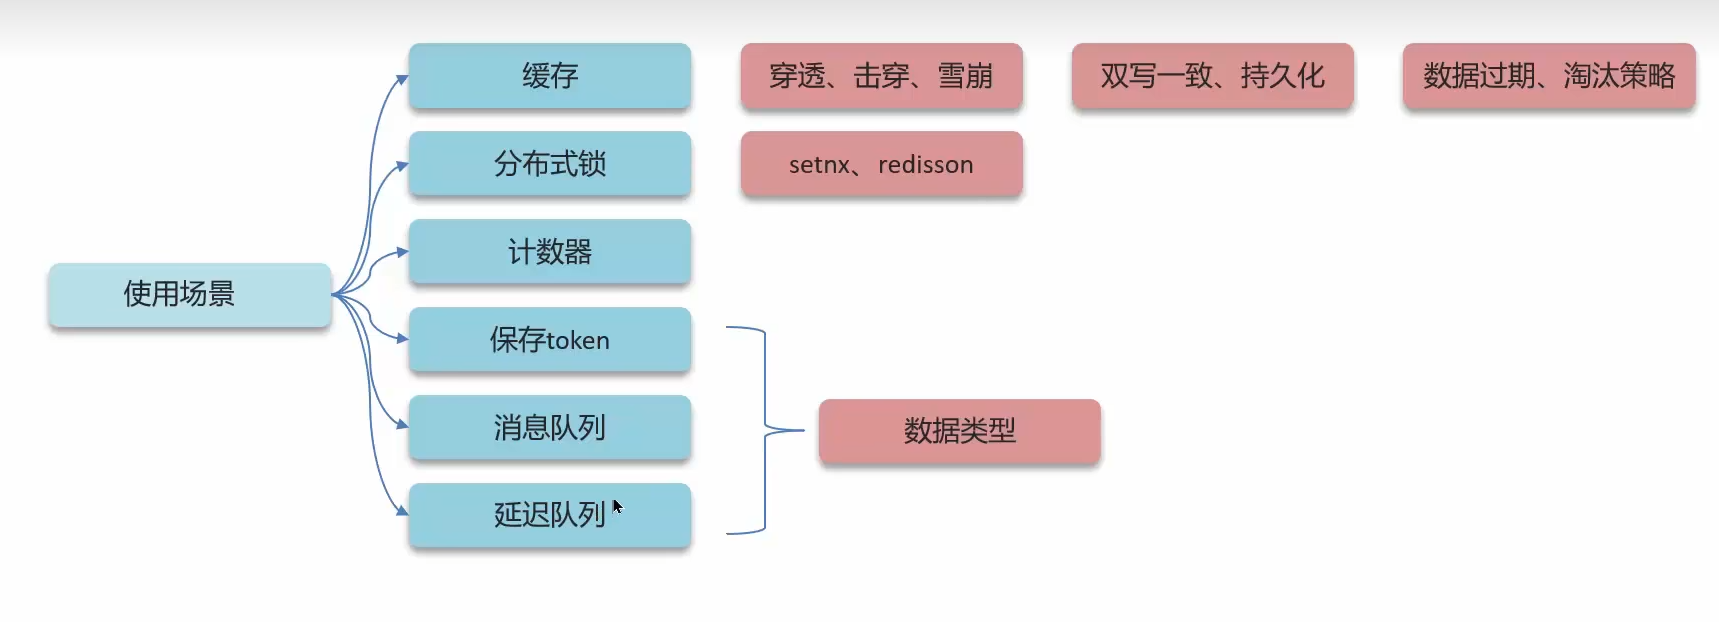 缓存
穿透、击穿、雪崩
双写一致、持久化
数据过期、淘汰策略
分布式锁
setnx、redisson
计数器
使用场景
保存token
消息队列
数据类型
延迟队列